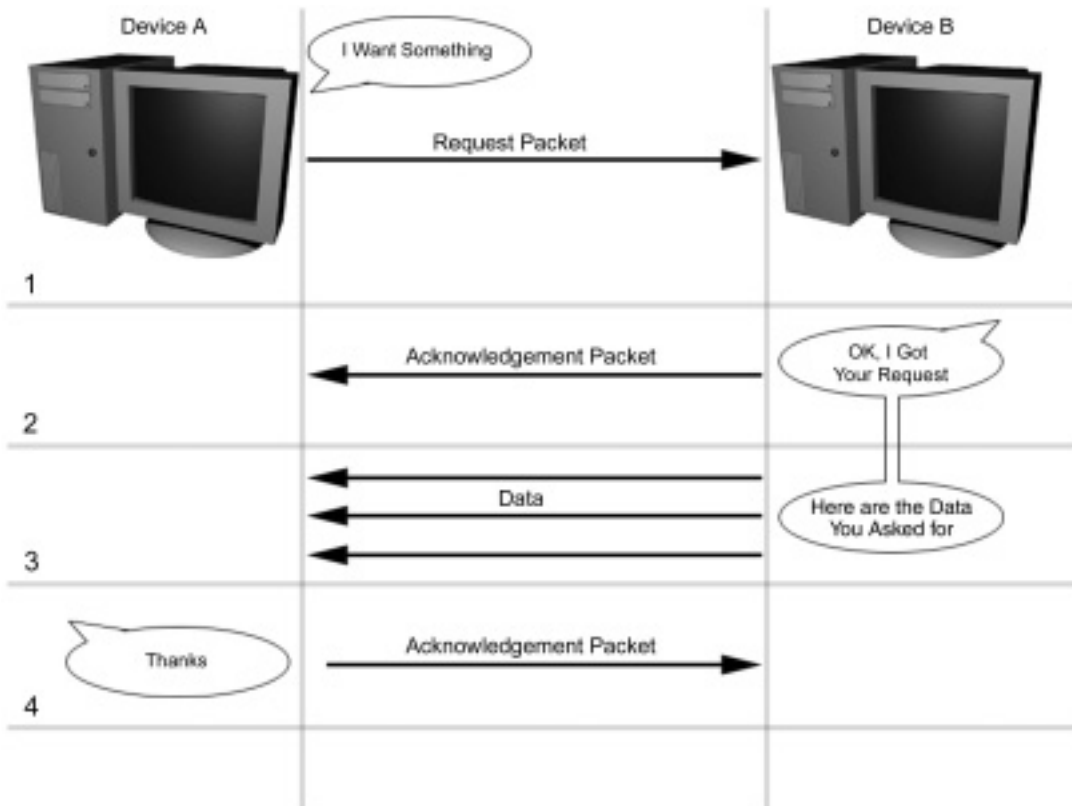 Device A
Device B
I Want Something
Request Packet
1
Acknowledgement Packet
OK, I Got
Your Request
2
Data
Here are the Data
You Asked for
3
Thanks
Acknowledgement Packet
4